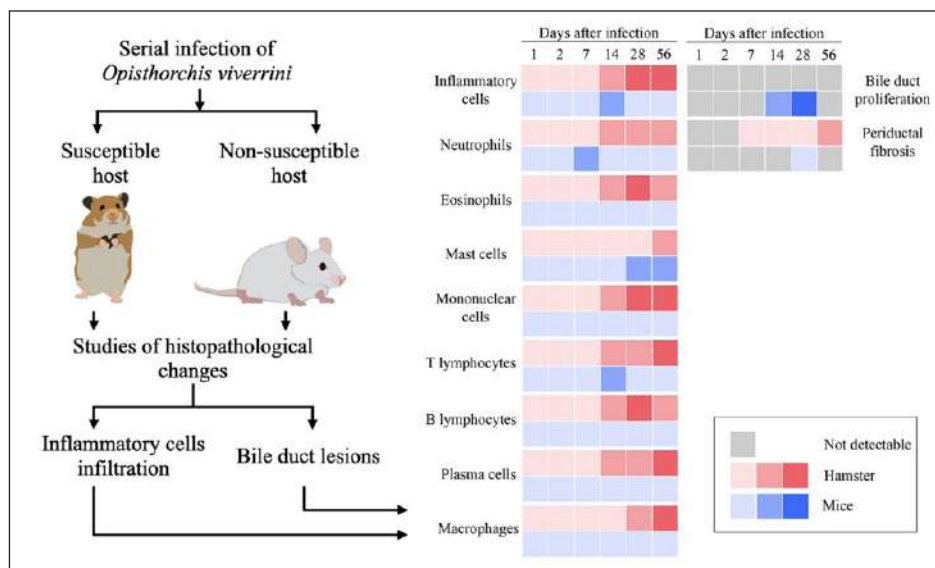 Serial infection of
Opisthorchis viverrini
Susceptible
host
Non-susceptible
host
Studies of histopathological
changes
Inflammatory cells
infiltration
Bile duct lesions
Days after infection
1 2 7 14 28 56
Inflammatory
cells
Neutrophils
Eosinophils
Mast cells
Mononuclear
cells
T lymphocytes
B lymphocytes
Plasma cells
Macrophages
Days after infection
1 2 7 14 28 56
Bile duct
proliferation
Periductal
fibrosis
Not detectable
Hamster
Mice